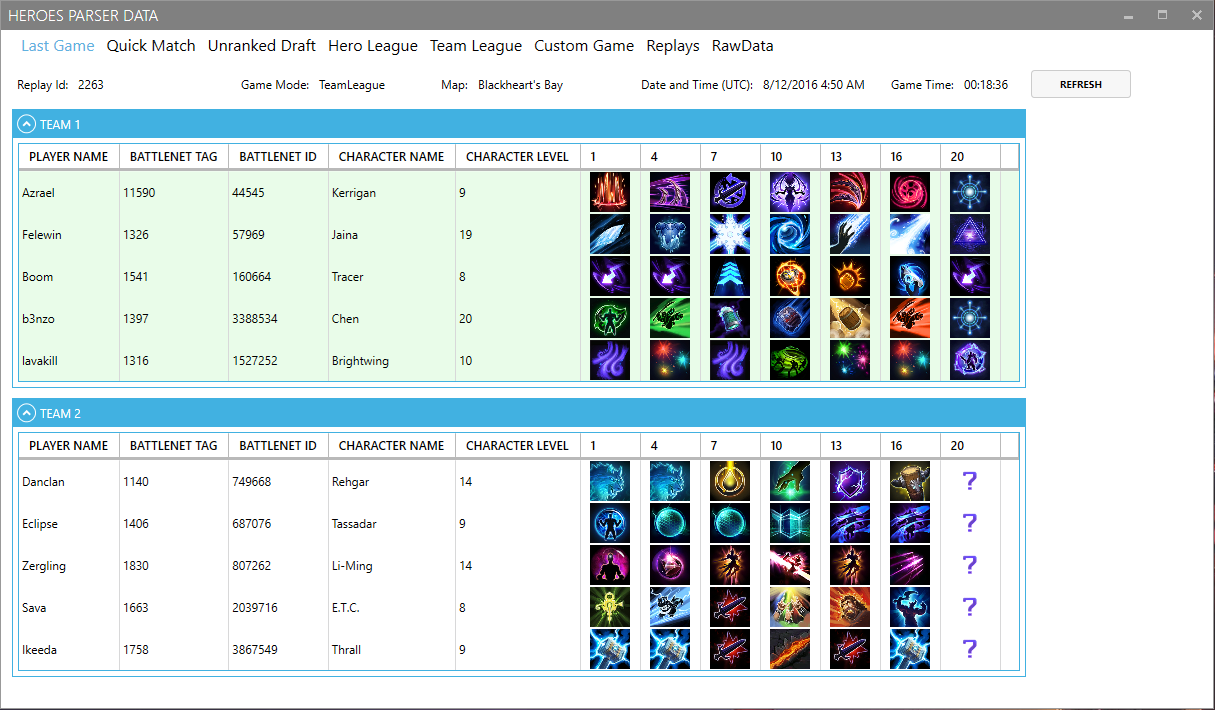 HEROES PARSER DATA
Last Game Quick Match Unranked Draft Hero League Team League Custom Game Replays RawData
Replay Id: 2263 Game Mode: TeamLeague Map: Blackheart's Bay Date and Time (UTC): 8/12/2016 4:50 AM Game Time: 00:18:36 REFRESH
TEAM 1
PLAYER NAME BATTLENET TAG BATTLENET ID CHARACTER NAME CHARACTER LEVEL 1 4 7 10 13 16 20
Azrael 11590 44545 Kerrigan 9
Felewin 1326 57969 Jaina 19
Boom 1541 160664 Tracer 8
b3nzo 1397 3388534 Chen 20
lavakill 1316 1527252 Brightwing 10
TEAM 2
PLAYER NAME BATTLENET TAG BATTLENET ID CHARACTER NAME CHARACTER LEVEL 1 4 7 10 13 16 20
Danclan 1140 749668 Rehgar 14 ?
Eclipse 1406 687076 Tassadar 9 ?
Zergling 1830 807262 Li-Ming 14 ?
Sava 1663 2039716 E.T.C. 8 ?
Ikeeda 1758 3867549 Thrall 9 ?